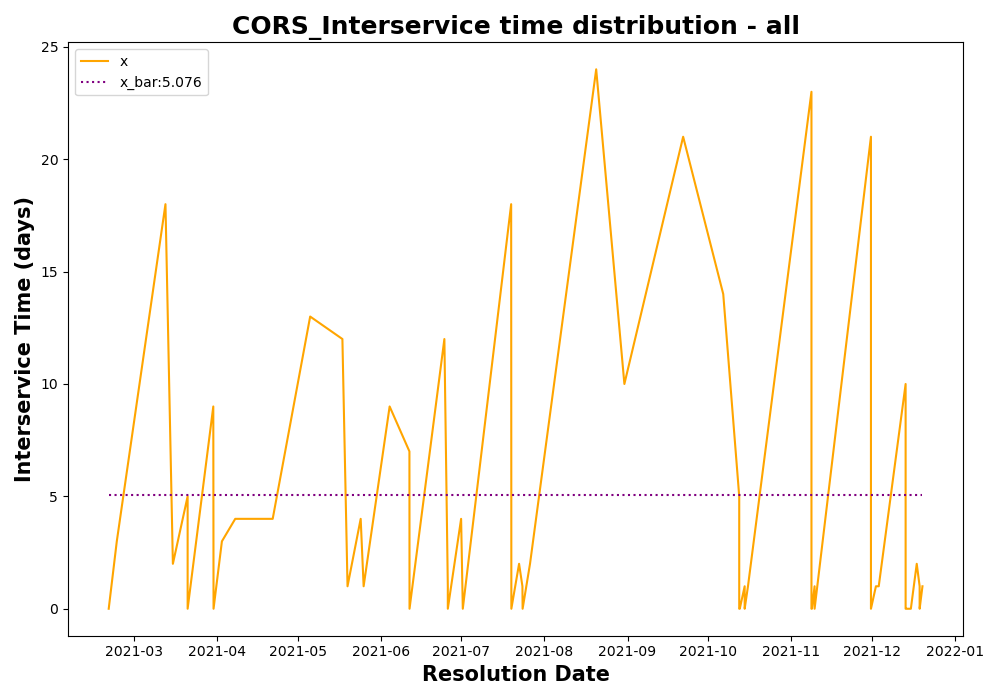 CORS_Interservice time distribution - all
x
x_bar:5.076
Interservice Time (days)
25
20
15
10
5
0
2021-03 2021-04 2021-05 2021-06 2021-07 2021-08 2021-09 2021-10 2021-11 2021-12 2022-01
Resolution Date